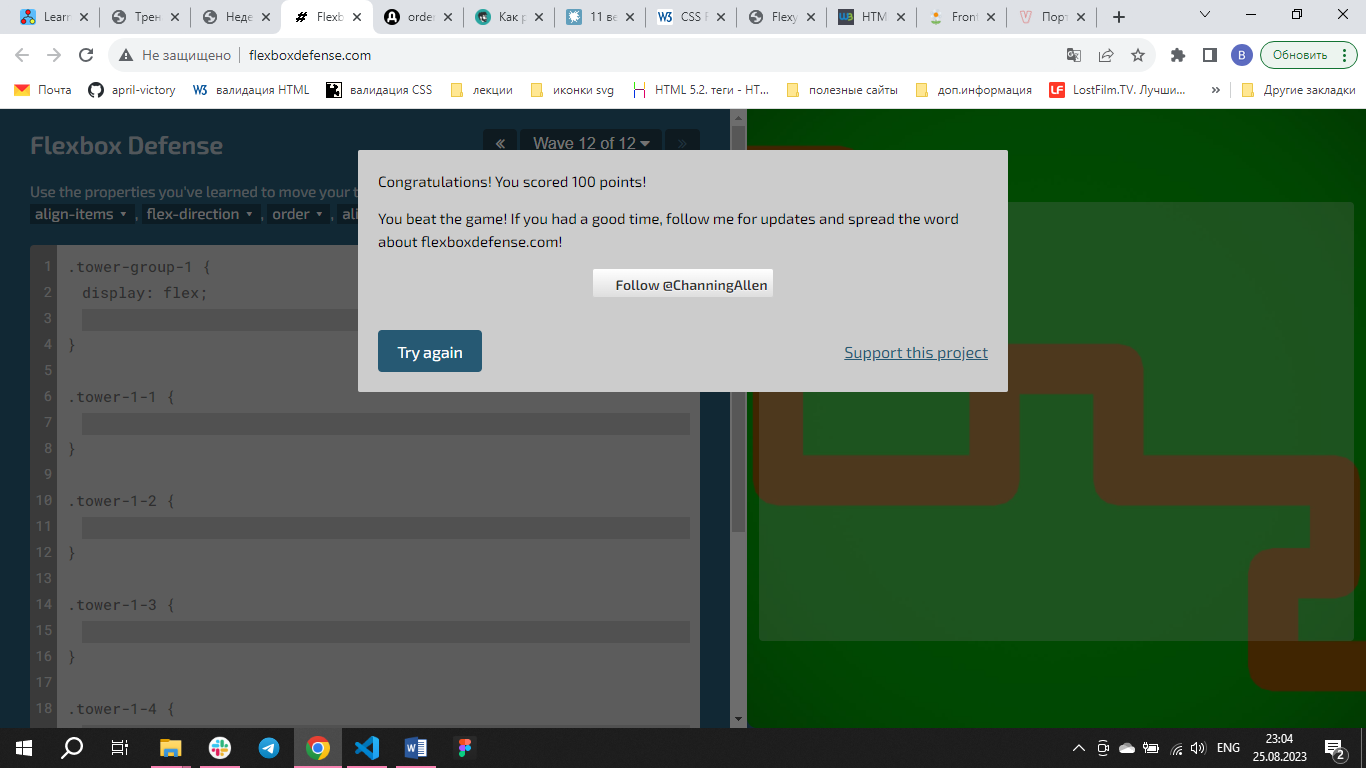 Learn
Трен
Неде
Flexb
order
Как р
11 ве
W3 CSS F
Flexy
WB HTM
Fron
Порт
Не защищено flexboxdefense.com
B
Обновить
Почта april-victory W3 валидация HTML валидация CSS лекции иконки svg HTML 5.2. теги - HT... полезные сайты доп.информация LF LostFilm.TV. Лучши... » Другие закладки
Flexbox Defense
« Wave 12 of 12 »
Use the properties you've learned to move your t
align-items , flex-direction , order , ali
Congratulations! You scored 100 points!
You beat the game! If you had a good time, follow me for updates and spread the word
about flexboxdefense.com!
Follow @ChanningAllen
Try again Support this project
1 .tower-group-1 {
2 display: flex;
3
4 }
5
6 .tower-1-1 {
7
8 }
9
10 .tower-1-2 {
11
12 }
13
14 .tower-1-3 {
15
16 }
17
18 .tower-1-4 {
ENG
23:04
25.08.2023
2